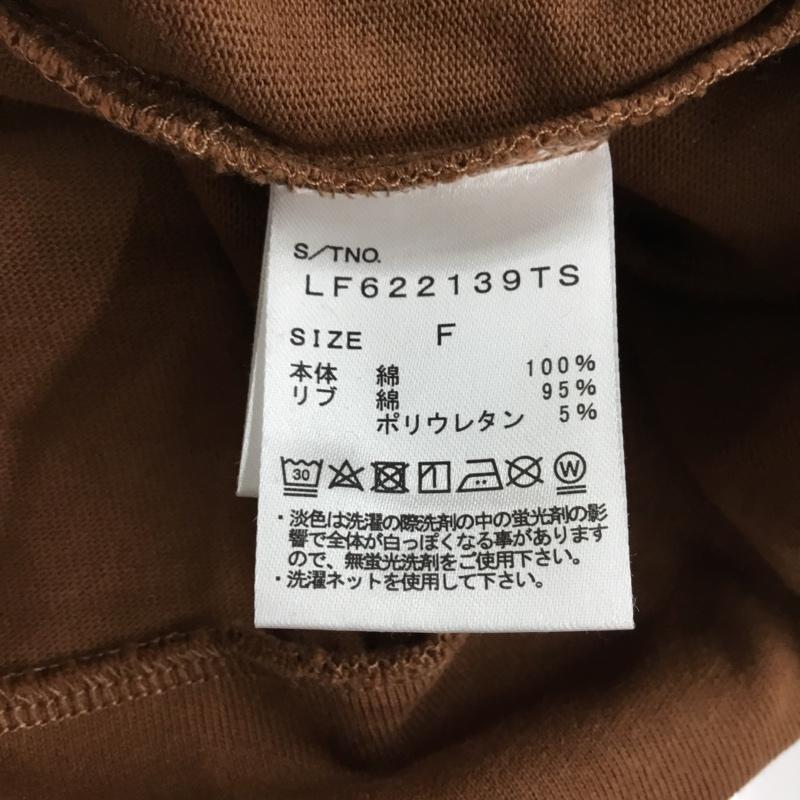 S/TNO.
LF622139TS
SIZE F
本体 綿 100%
リブ 綿 95%
ポリウレタン 5%
30
W
・淡色は洗濯の際洗剤の中の蛍光剤の影
響で全体が白っぽくなる事があります
ので、無蛍光洗剤をご使用下さい。
・洗濯ネットを使用して下さい。